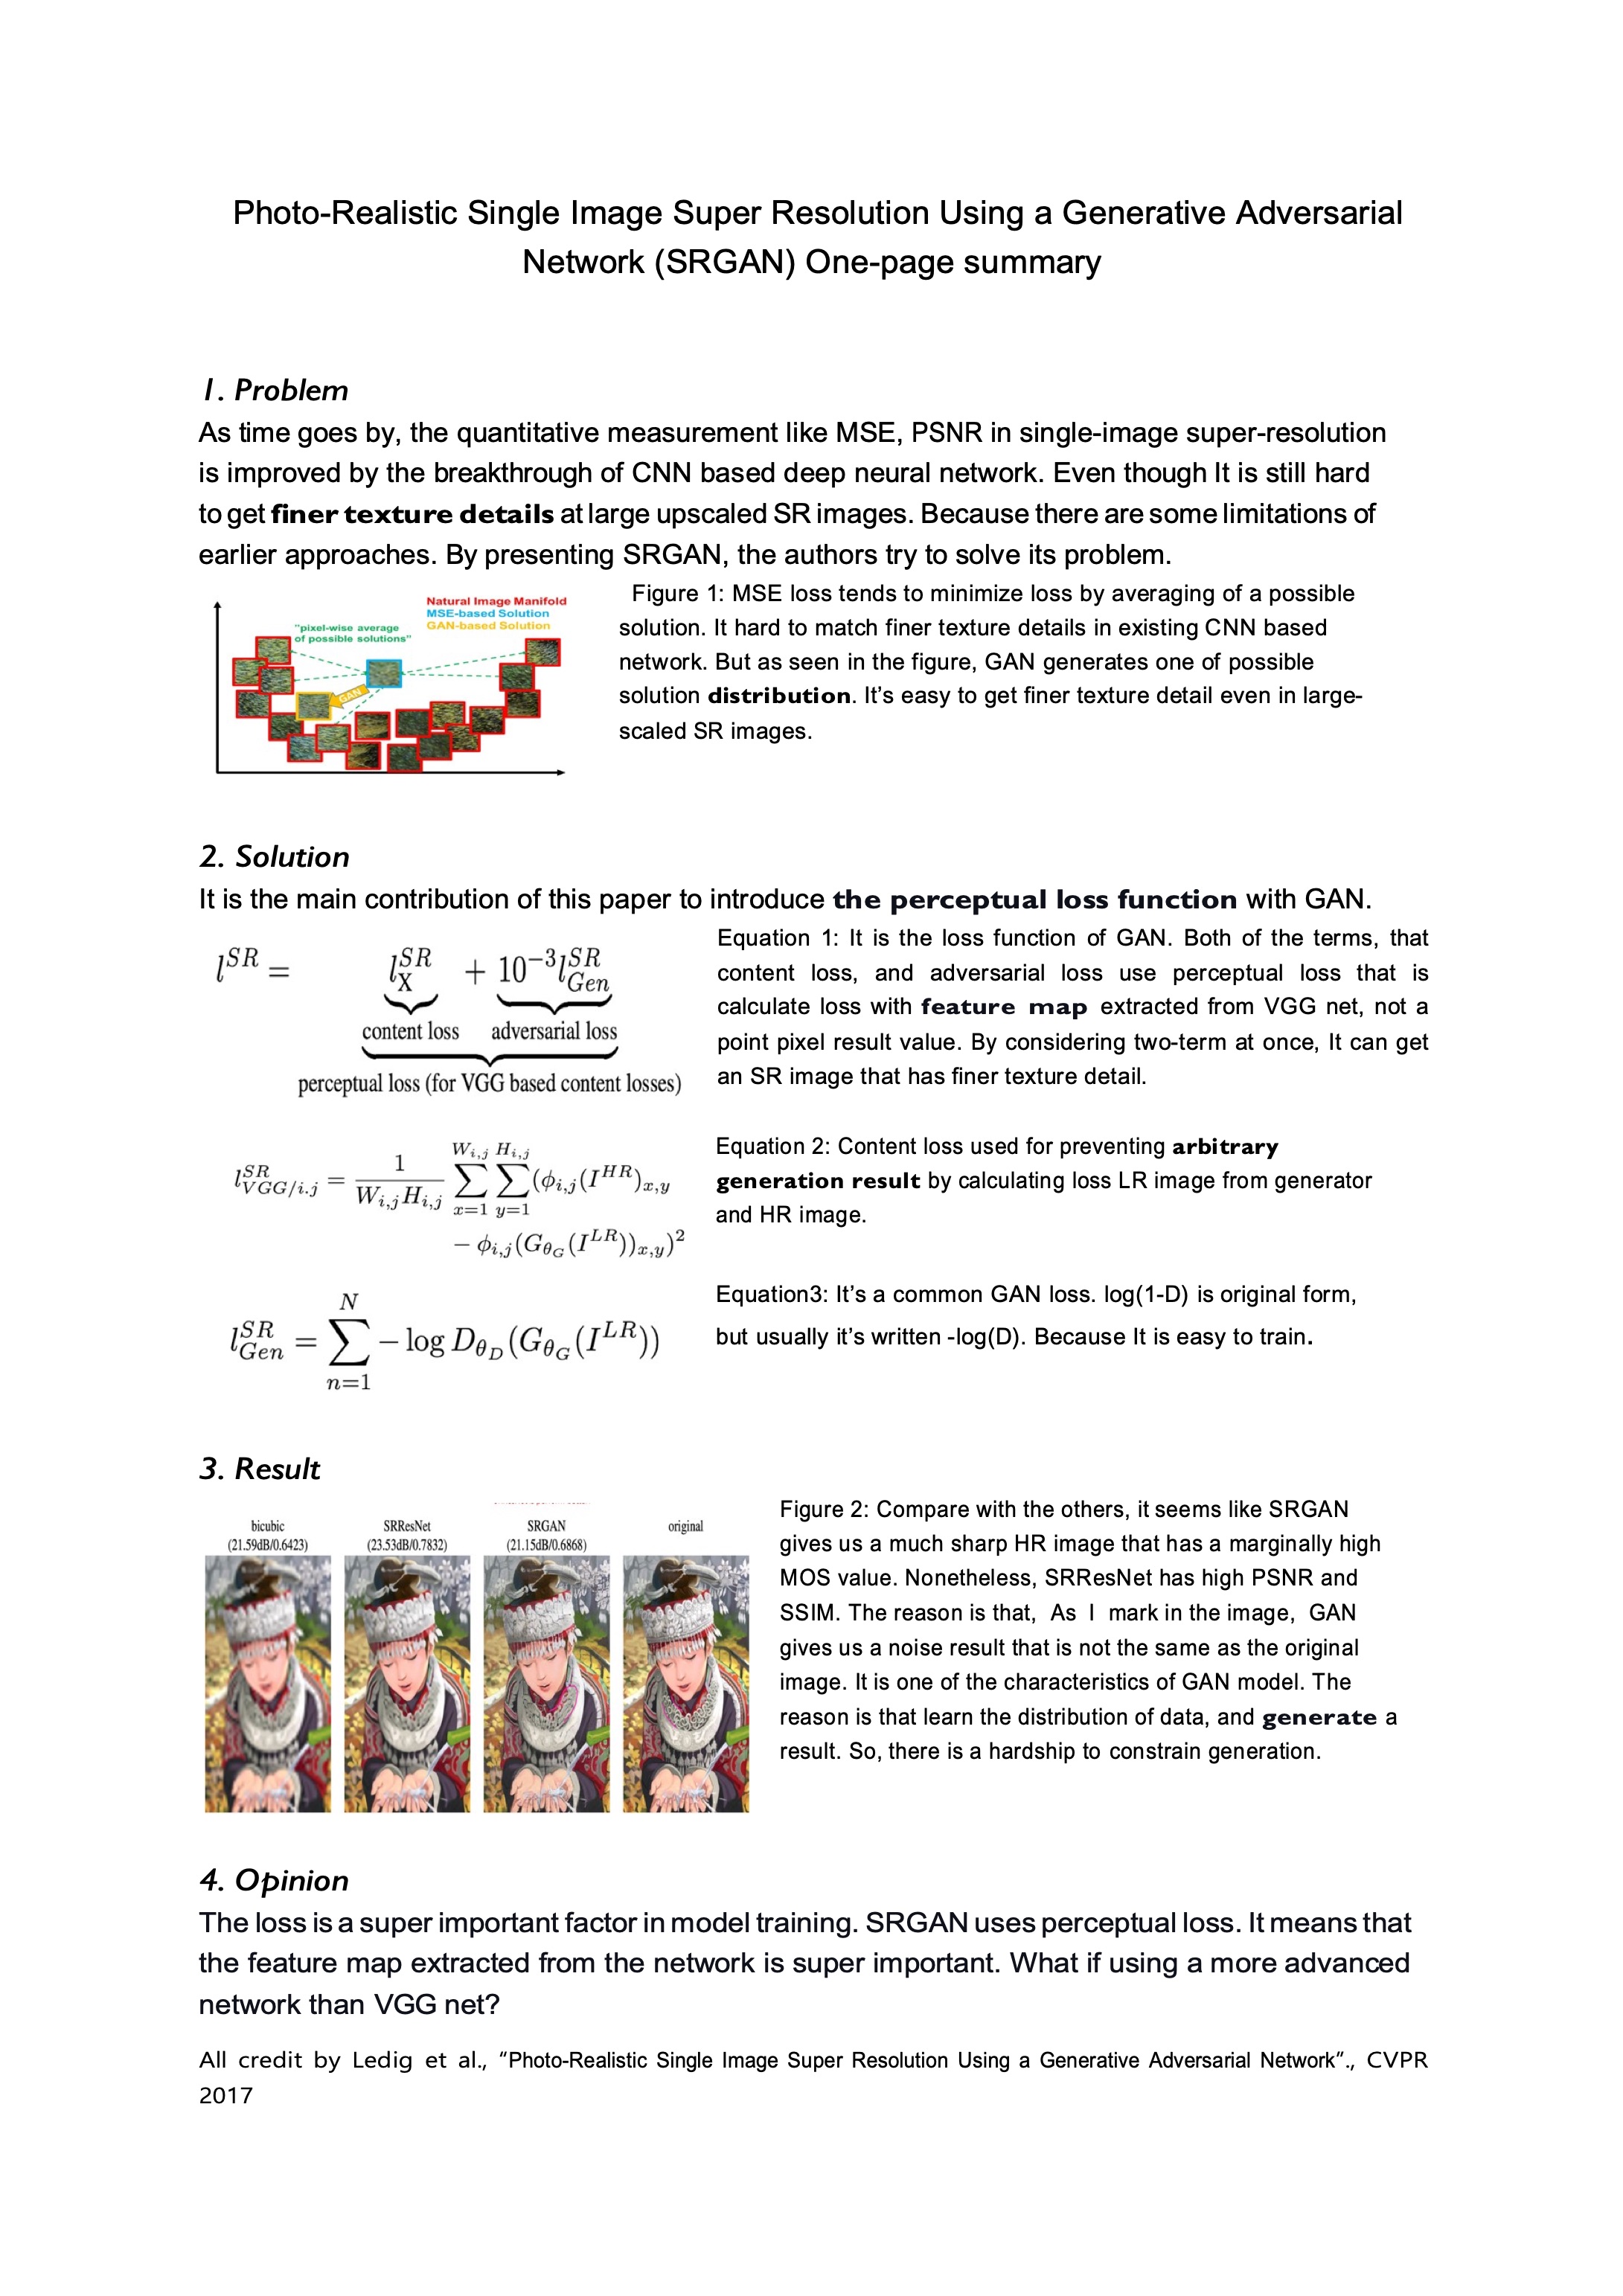 Photo-Realistic Single Image Super Resolution Using a Generative Adversarial
Network (SRGAN) One-page summary
1. Problem
As time goes by, the quantitative measurement like MSE, PSNR in single-image super-resolution
is improved by the breakthrough of CNN based deep neural network. Even though It is still hard
to get finer texture details at large upscaled SR images. Because there are some limitations of
earlier approaches. By presenting SRGAN, the authors try to solve its problem.
Natural Image Manifold
MSE-based Solution
GAN-based Solution
"pixel-wise average
of possible solutions"
GAN
Figure 1: MSE loss tends to minimize loss by averaging of a possible
solution. It hard to match finer texture details in existing CNN based
network. But as seen in the figure, GAN generates one of possible
solution distribution. It's easy to get finer texture detail even in large-
scaled SR images.
2. Solution
It is the main contribution of this paper to introduce the perceptual loss function with GAN.
l^{SR} = l_X^{SR} + 10^{-3} l_{Gen}^{SR}
content loss adversarial loss
perceptual loss (for VGG based content losses)
Equation 1: It is the loss function of GAN. Both of the terms, that
content loss, and adversarial loss use perceptual loss that is
calculate loss with feature map extracted from VGG net, not a
point pixel result value. By considering two-term at once, It can get
an SR image that has finer texture detail.
l_{VGG/i.j}^{SR} = \frac{1}{W_{i,j}H_{i,j}} \sum_{x=1}^{W_{i,j}} \sum_{y=1}^{H_{i,j}} (\phi_{i,j}(I^{HR})_{x,y}
- \phi_{i,j}(G_{\theta_G}(I^{LR}))_{x,y})^2
Equation 2: Content loss used for preventing arbitrary
generation result by calculating loss LR image from generator
and HR image.
l_{Gen}^{SR} = \sum_{n=1}^{N} - \log D_{\theta_D}(G_{\theta_G}(I^{LR}))
Equation3: It's a common GAN loss. log(1-D) is original form,
but usually it's written -log(D). Because It is easy to train.
3. Result
bicubic SRResNet SRGAN original
(21.59dB/0.6423) (23.53dB/0.7832) (21.15dB/0.6868)
Figure 2: Compare with the others, it seems like SRGAN
gives us a much sharp HR image that has a marginally high
MOS value. Nonetheless, SRResNet has high PSNR and
SSIM. The reason is that, As I mark in the image, GAN
gives us a noise result that is not the same as the original
image. It is one of the characteristics of GAN model. The
reason is that learn the distribution of data, and generate a
result. So, there is a hardship to constrain generation.
4. Opinion
The loss is a super important factor in model training. SRGAN uses perceptual loss. It means that
the feature map extracted from the network is super important. What if using a more advanced
network than VGG net?
All credit by Ledig et al., "Photo-Realistic Single Image Super Resolution Using a Generative Adversarial Network"., CVPR
2017